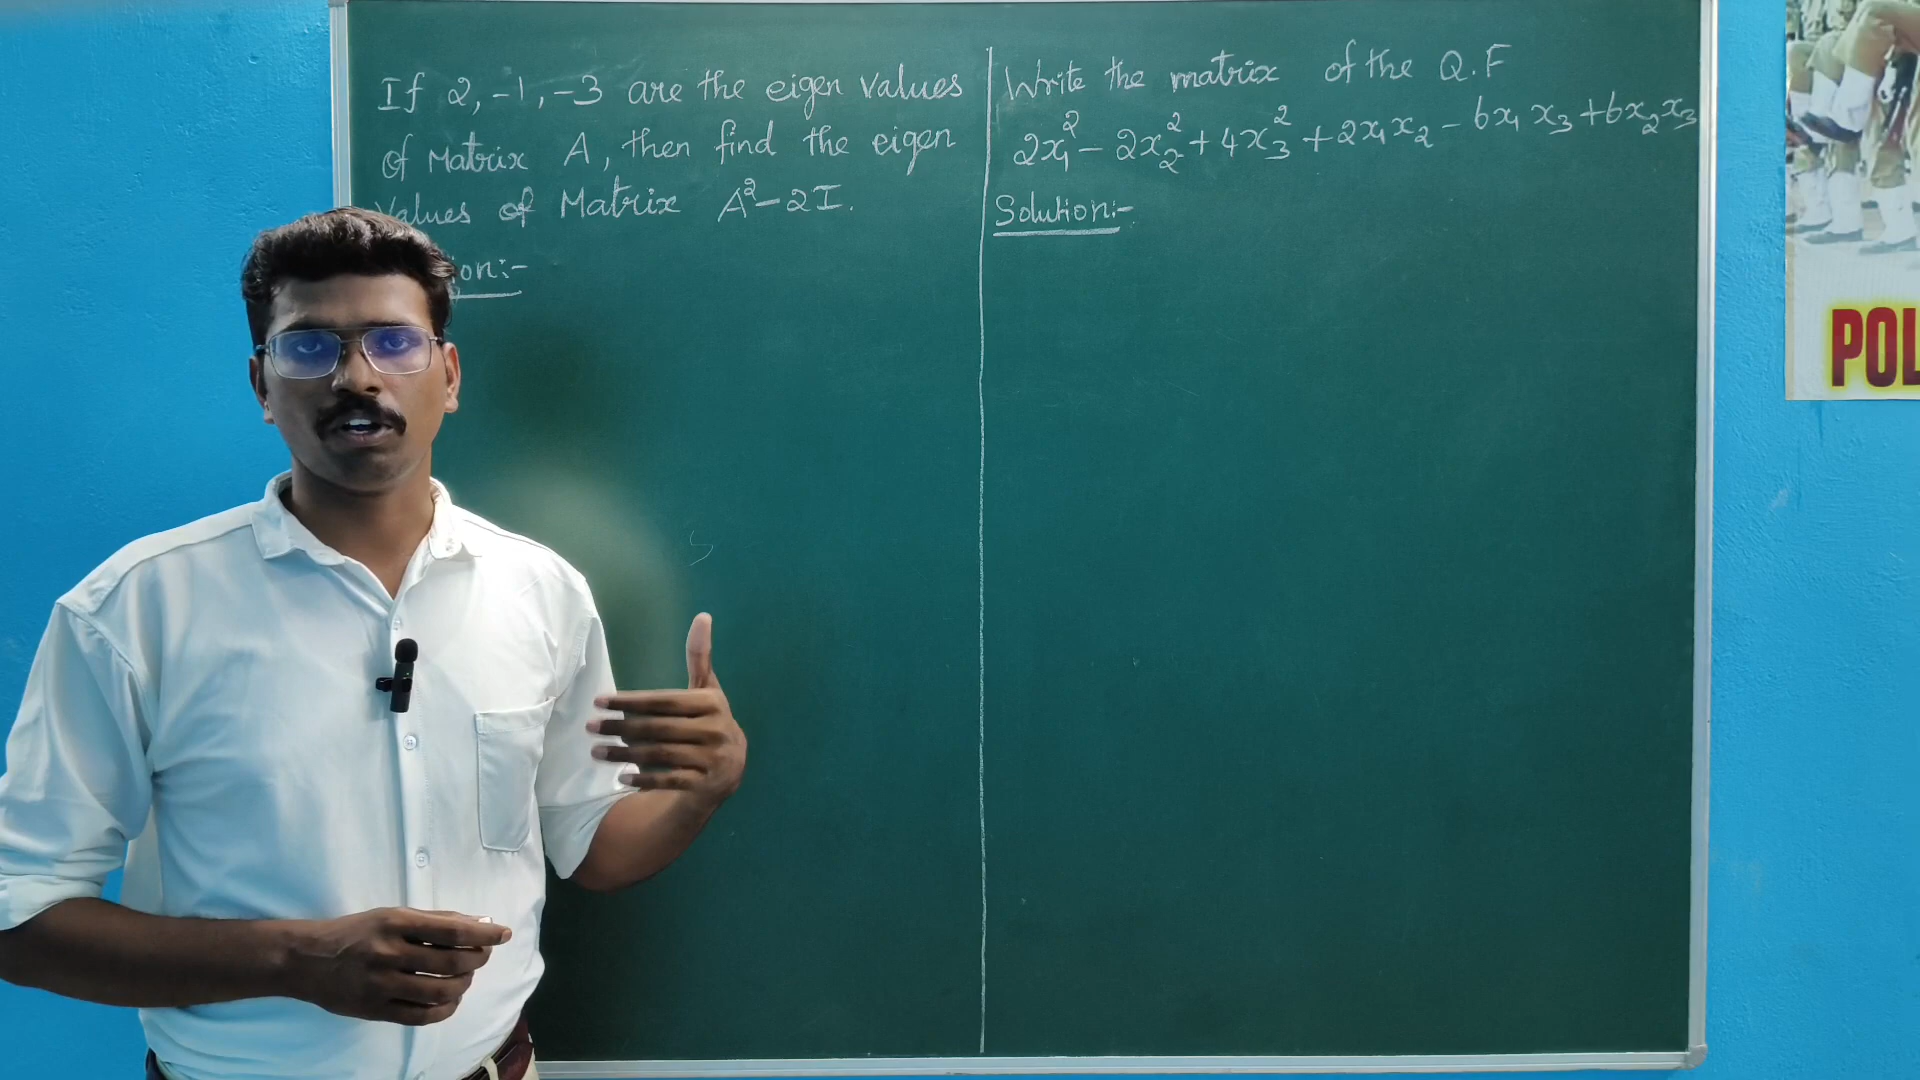 If 2, -1, -3 are the eigen values
of Matrix A, then find the eigen
values of Matrix A²-2I.
ion:-
Write the matrix of the Q.F
2x₁² - 2x₂² + 4x₃² + 2x₁x₂ - 6x₁x₃ + 6x₂x₃
Solution:-
S
POL